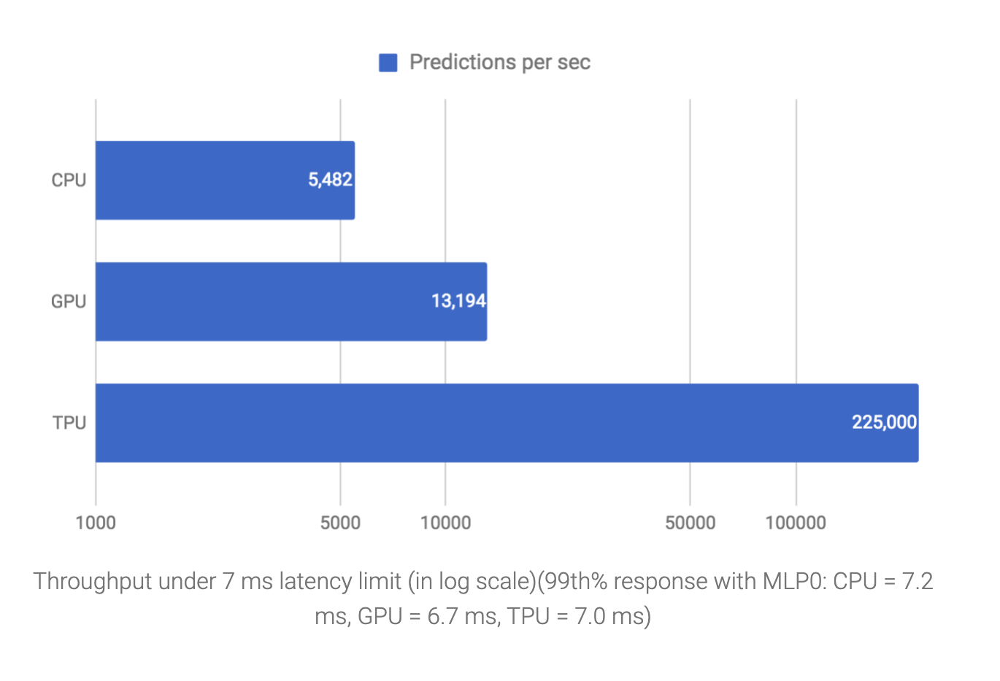 Predictions per sec
CPU
5,482
GPU
13,194
TPU
225,000
1000 5000 10000 50000 100000
Throughput under 7 ms latency limit (in log scale)(99th% response with MLP0: CPU = 7.2
ms, GPU = 6.7 ms, TPU = 7.0 ms)